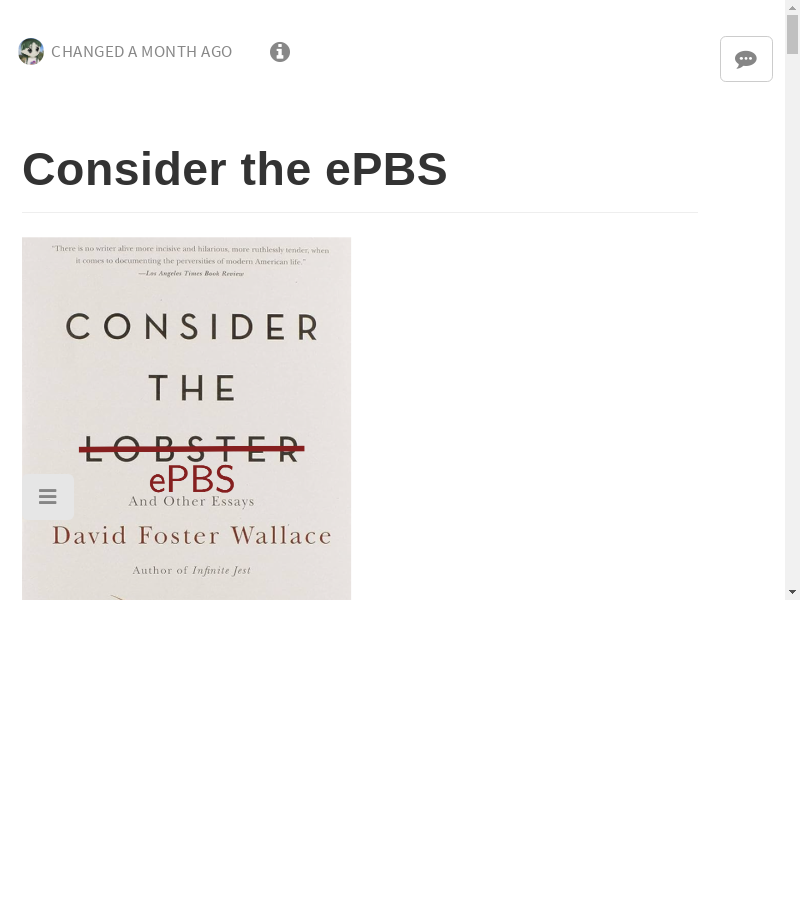 CHANGED A MONTH AGO
Consider the ePBS
"There is no writer alive more incisive and hilarious, more ruthlessly tender, when
it comes to documenting the perversities of modern American life."
—Los Angeles Times Book Review
CONSIDER
THE
LOBSTER
ePBS
And Other Essays
David Foster Wallace
Author of Infinite Jest